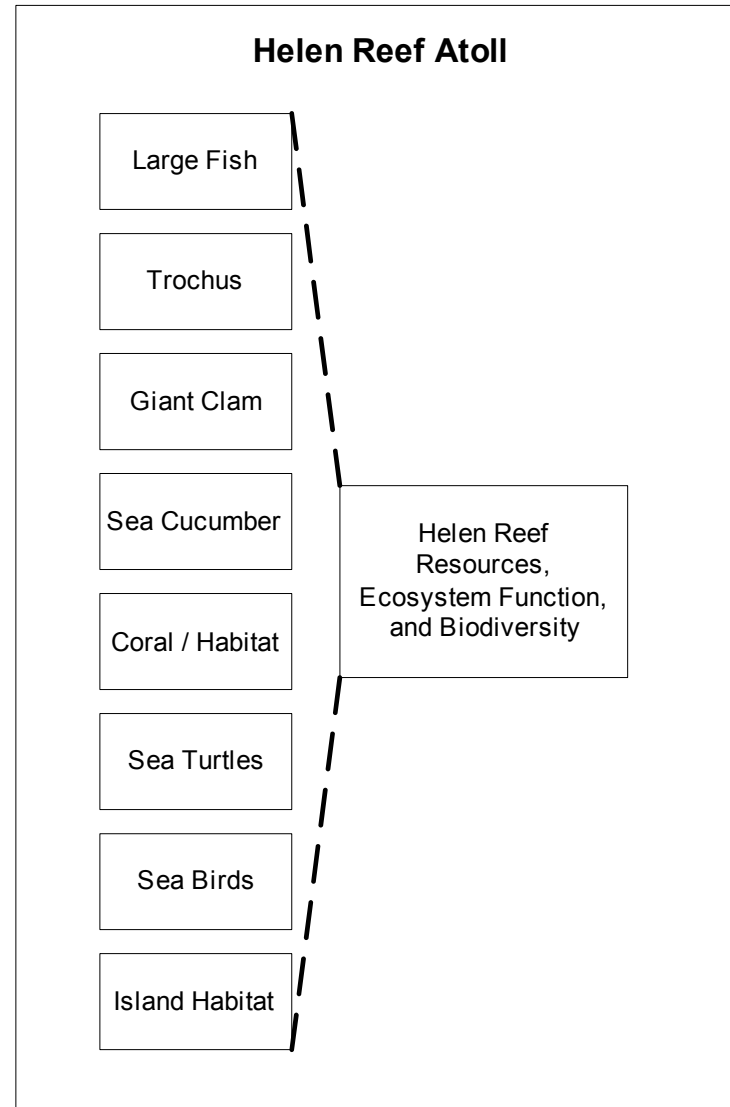 Helen Reef Atoll
Large Fish
Trochus
Giant Clam
Sea Cucumber
Coral / Habitat
Sea Turtles
Sea Birds
Island Habitat
Helen Reef
Resources,
Ecosystem Function,
and Biodiversity